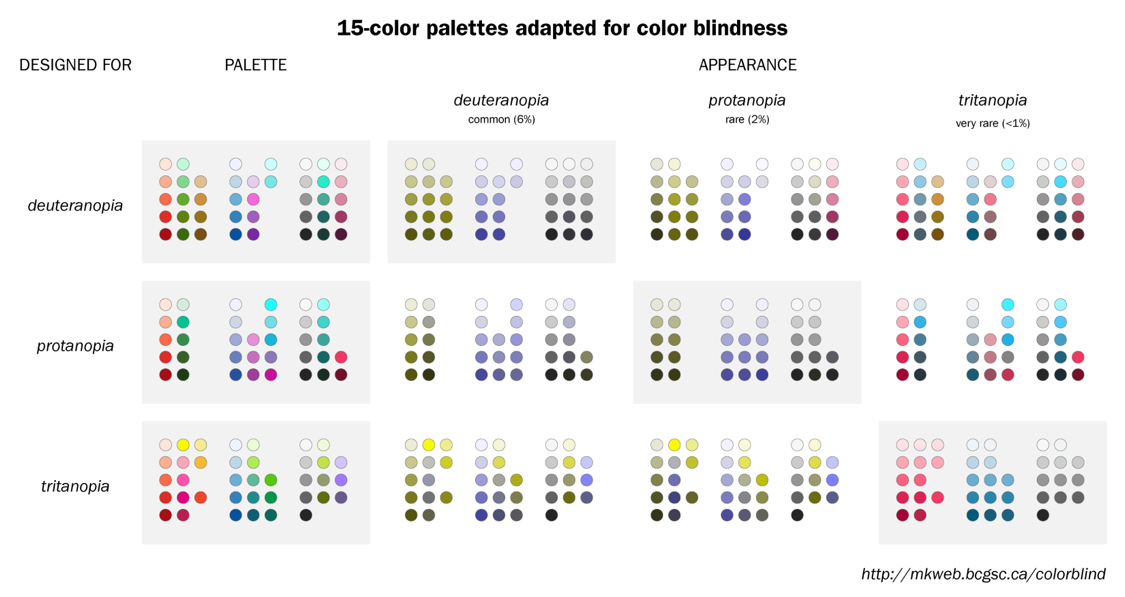 15-color palettes adapted for color blindness
DESIGNED FOR
PALETTE
APPEARANCE
deuteranopia
common (6%)
protanopia
rare (2%)
tritanopia
very rare (<1%)
deuteranopia
protanopia
tritanopia
http://mkweb.bcgsc.ca/colorblind